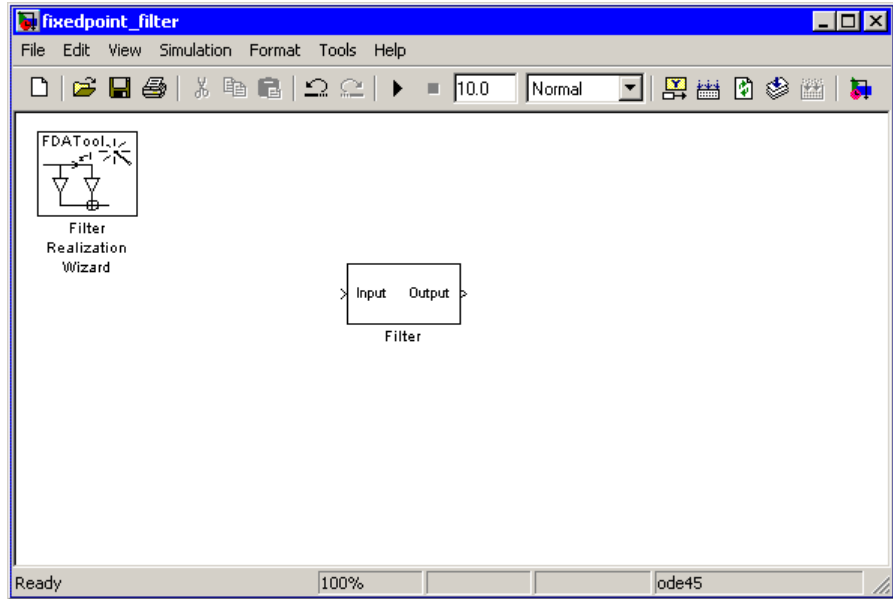 fixedpoint_filter
File Edit View Simulation Format Tools Help
10.0 Normal
FDATool
z-1
Filter
Realization
Wizard
Input Output
Filter
Ready 100% ode45